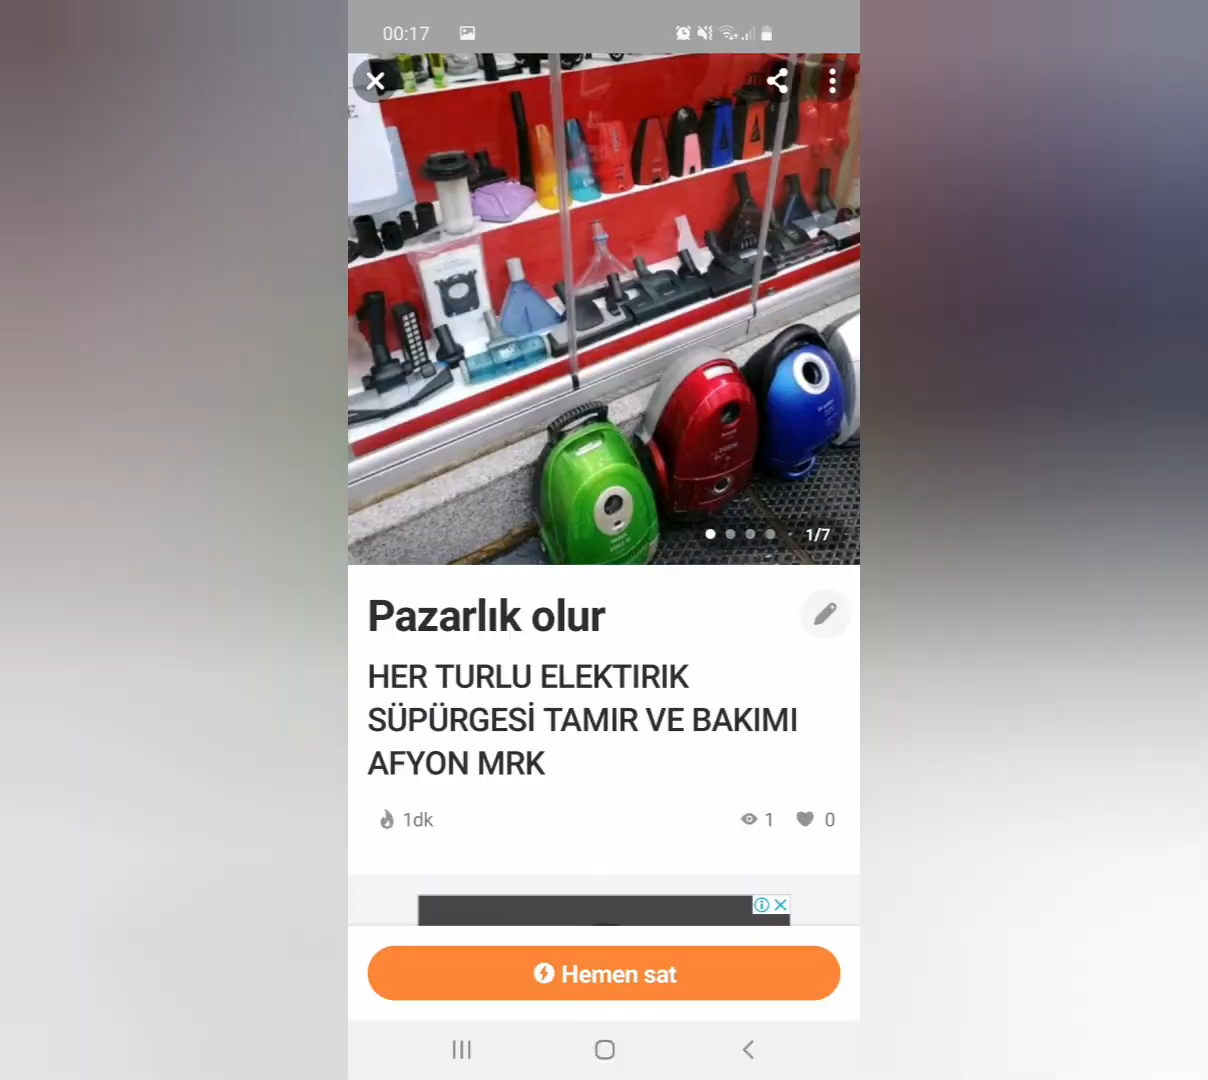 00:17
1/7
Pazarlık olur
HER TURLU ELEKTIRIK
SÜPÜRGESİ TAMIR VE BAKIMI
AFYON MRK
1dk
1
0
Hemen sat